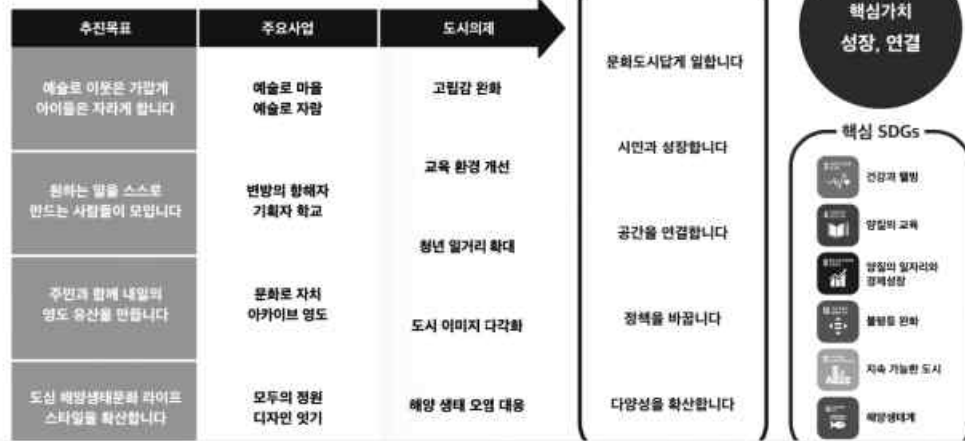 추진목표
주요사업
도시의제
예술로 이웃은 가깝게
아이들은 자라게 합니다
예술로 마을
예술로 자람
고립감 완화
원하는 일을 스스로
만드는 사람들이 모입니다
변방의 항해자
기획자 학교
교육 환경 개선
청년 일거리 확대
주민과 함께 내일의
영도 유산을 만듭니다
문화로 자치
아카이브 영도
도시 이미지 다각화
도심 해양생태문화 라이프
스타일을 확산합니다
모두의 정원
디자인 잇기
해양 생태 오염 대응
문화도시답게 일합니다
시민과 성장합니다
공간을 연결합니다
정책을 바꿉니다
다양성을 확산합니다
핵심가치
성장, 연결
핵심 SDGs
건강과 웰빙
양질의 교육
양질의 일자리와
경제성장
불평등 완화
지속 가능한 도시
해양생태계